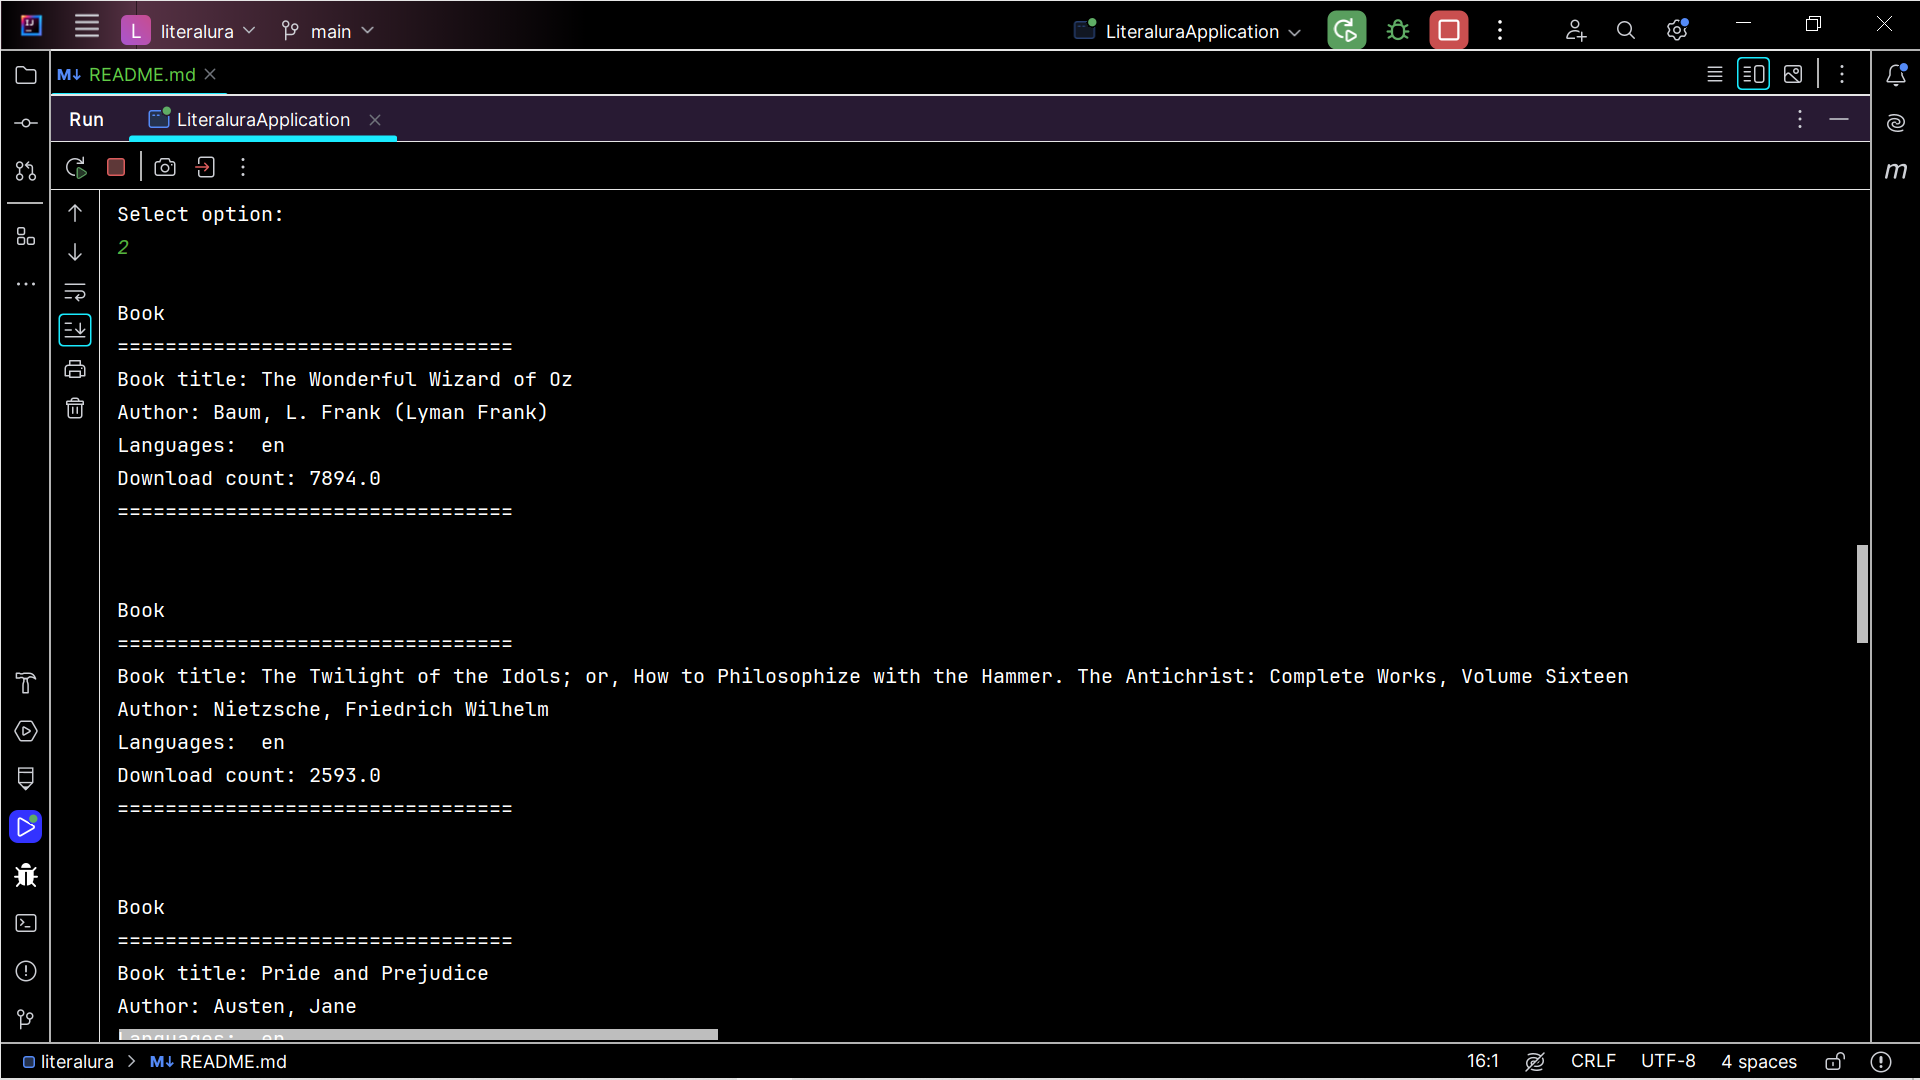 L literalura main LiteraluraApplication
M↓ README.md
Run LiteraluraApplication
m
Select option:
2
Book
=================================
Book title: The Wonderful Wizard of Oz
Author: Baum, L. Frank (Lyman Frank)
Languages:  en
Download count: 7894.0
=================================
Book
=================================
Book title: The Twilight of the Idols; or, How to Philosophize with the Hammer. The Antichrist: Complete Works, Volume Sixteen
Author: Nietzsche, Friedrich Wilhelm
Languages:  en
Download count: 2593.0
=================================
Book
=================================
Book title: Pride and Prejudice
Author: Austen, Jane
Languages:  en
literalura > M↓ README.md 16:1 CRLF UTF-8 4 spaces